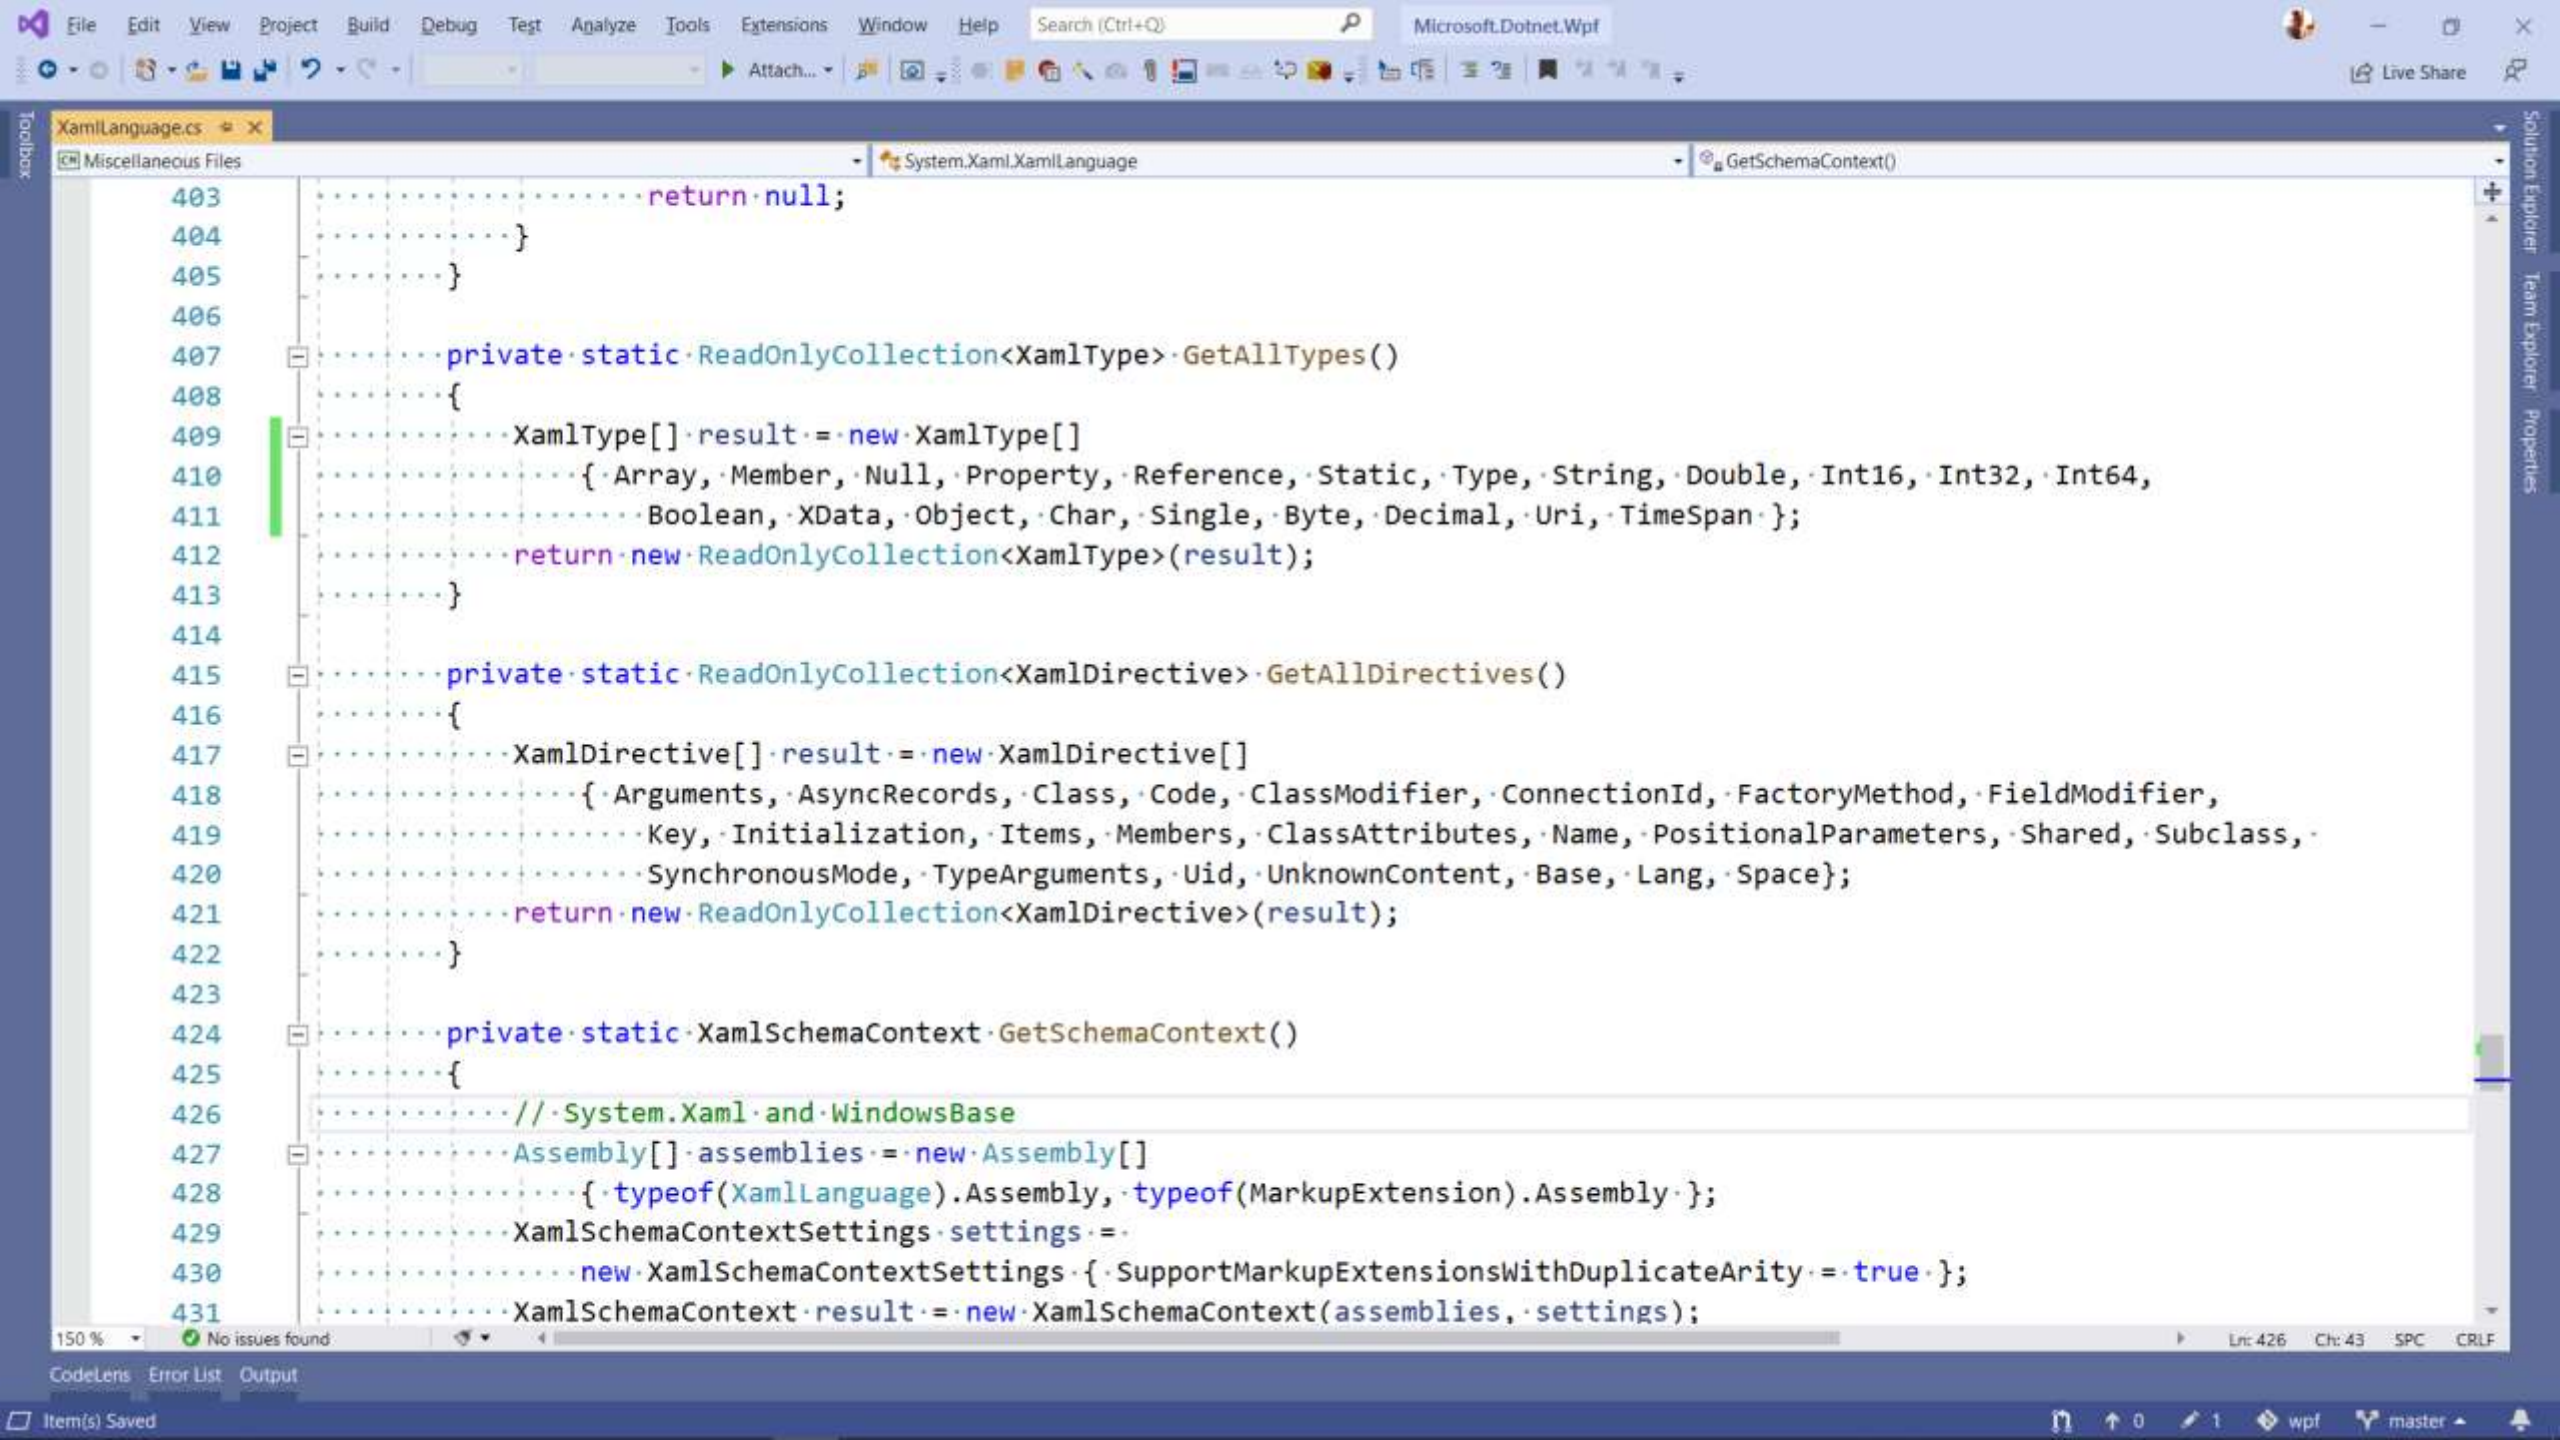 File Edit View Project Build Debug Test Analyze Tools Extensions Window Help Search (Ctrl+Q) Microsoft.Dotnet.Wpf
Attach... Live Share
Toolbox
XamlLanguage.cs
Miscellaneous Files System.Xaml.XamlLanguage GetSchemaContext()
403 return null;
404 }
405 }
406
407 private static ReadOnlyCollection<XamlType> GetAllTypes()
408 {
409 XamlType[] result = new XamlType[]
410 { Array, Member, Null, Property, Reference, Static, Type, String, Double, Int16, Int32, Int64,
411 Boolean, XData, Object, Char, Single, Byte, Decimal, Uri, TimeSpan };
412 return new ReadOnlyCollection<XamlType>(result);
413 }
414
415 private static ReadOnlyCollection<XamlDirective> GetAllDirectives()
416 {
417 XamlDirective[] result = new XamlDirective[]
418 { Arguments, AsyncRecords, Class, Code, ClassModifier, ConnectionId, FactoryMethod, FieldModifier,
419 Key, Initialization, Items, Members, ClassAttributes, Name, PositionalParameters, Shared, Subclass,
420 SynchronousMode, TypeArguments, Uid, UnknownContent, Base, Lang, Space};
421 return new ReadOnlyCollection<XamlDirective>(result);
422 }
423
424 private static XamlSchemaContext GetSchemaContext()
425 {
426 // System.Xaml and WindowsBase
427 Assembly[] assemblies = new Assembly[]
428 { typeof(XamlLanguage).Assembly, typeof(MarkupExtension).Assembly };
429 XamlSchemaContextSettings settings =
430 new XamlSchemaContextSettings { SupportMarkupExtensionsWithDuplicateArity = true };
431 XamlSchemaContext result = new XamlSchemaContext(assemblies, settings);
Solution Explorer
Team Explorer
Properties
150 % No issues found Ln: 426 Ch: 43 SPC CRLF
CodeLens Error List Output
Item(s) Saved 0 1 wpf master